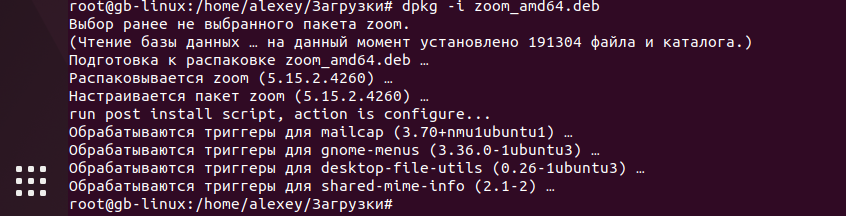 root@gb-linux:/home/alexey/Загрузки# dpkg -i zoom_amd64.deb
Выбор ранее не выбранного пакета zoom.
(Чтение базы данных … на данный момент установлено 191304 файла и каталога.)
Подготовка к распаковке zoom_amd64.deb …
Распаковывается zoom (5.15.2.4260) …
Настраивается пакет zoom (5.15.2.4260) …
run post install script, action is configure...
Обрабатываются триггеры для mailcap (3.70+nmu1ubuntu1) …
Обрабатываются триггеры для gnome-menus (3.36.0-1ubuntu3) …
Обрабатываются триггеры для desktop-file-utils (0.26-1ubuntu3) …
Обрабатываются триггеры для shared-mime-info (2.1-2) …
root@gb-linux:/home/alexey/Загрузки#